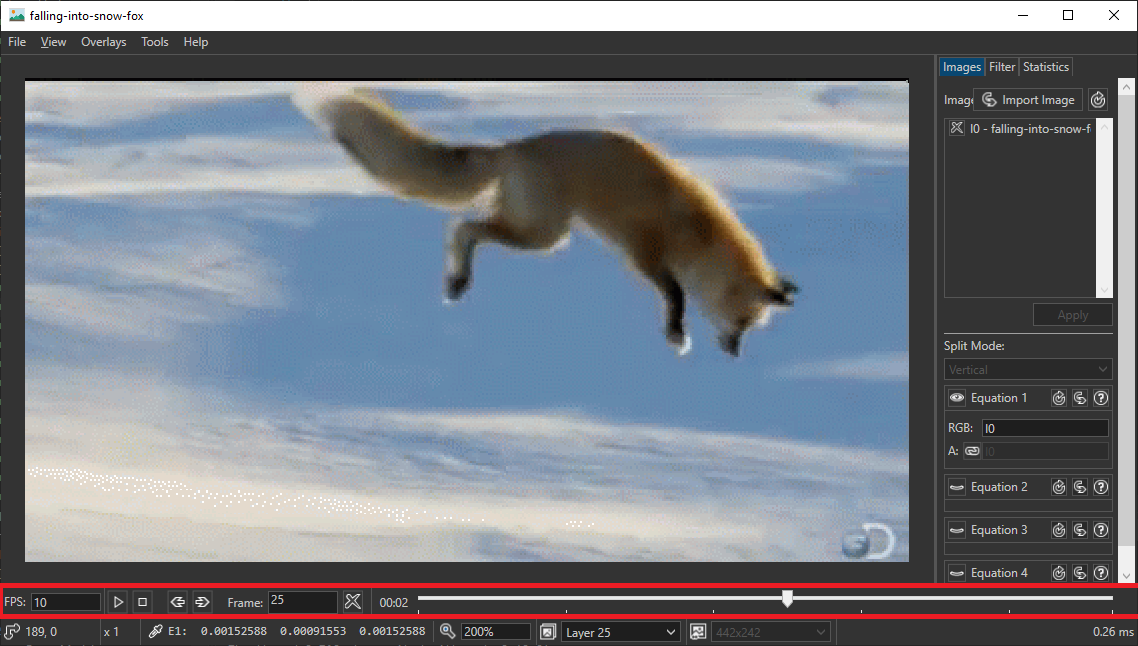 falling-into-snow-fox
File View Overlays Tools Help
Images Filter Statistics
Imag Import Image
I0 - falling-into-snow-f
Apply
Split Mode:
Vertical
Equation 1
RGB: I0
A: I0
Equation 2
Equation 3
Equation 4
D
FPS: 10 Frame: 25 00:02
189, 0 x 1 E1: 0.00152588 0.00091553 0.00152588 200% Layer 25 442x242 0.26 ms